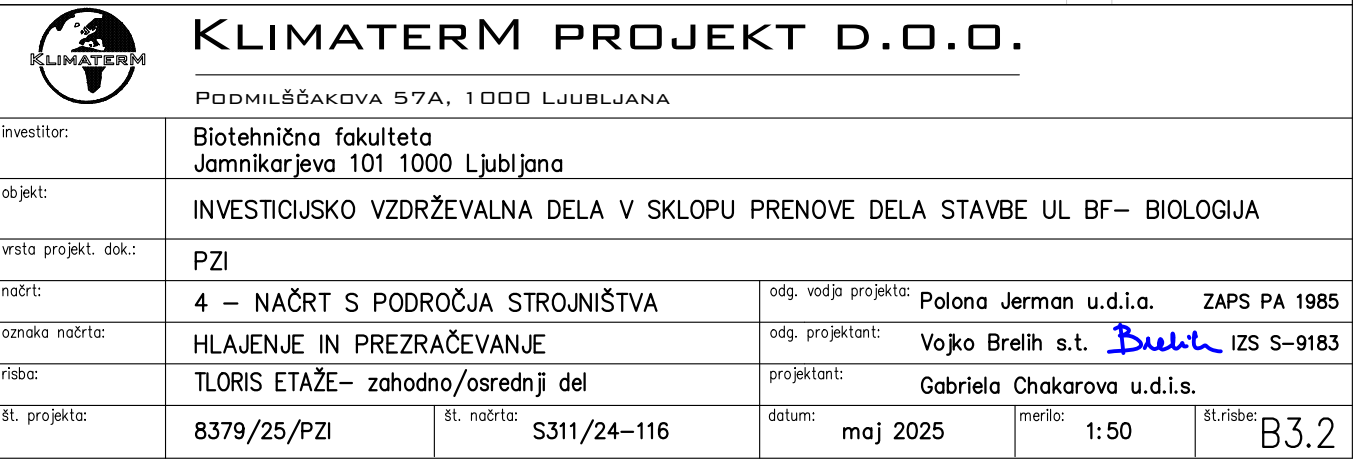 KLIMATERM
KLIMATERM PROJEKT D.O.O.
PODMILŠČAKOVA 57A, 1000 LJUBLJANA
investitor:
Biotehnična fakulteta
Jamnikarjeva 101 1000 Ljubljana
objekt:
INVESTICIJSKO VZDRŽEVALNA DELA V SKLOPU PRENOVE DELA STAVBE UL BF– BIOLOGIJA
vrsta projekt. dok.:
PZI
načrt:
4 – NAČRT S PODROČJA STROJNIŠTVA
odg. vodja projekta: Polona Jerman u.d.i.a. ZAPS PA 1985
oznaka načrta:
HLAJENJE IN PREZRAČEVANJE
odg. projektant: Vojko Brelih s.t. Brelih IZS S–9183
risba:
TLORIS ETAŽE– zahodno/osrednji del
projektant: Gabriela Chakarova u.d.i.s.
št. projekta:
8379/25/PZI
št. načrta: S311/24–116
datum: maj 2025
merilo: 1:50
št.risbe: B3.2